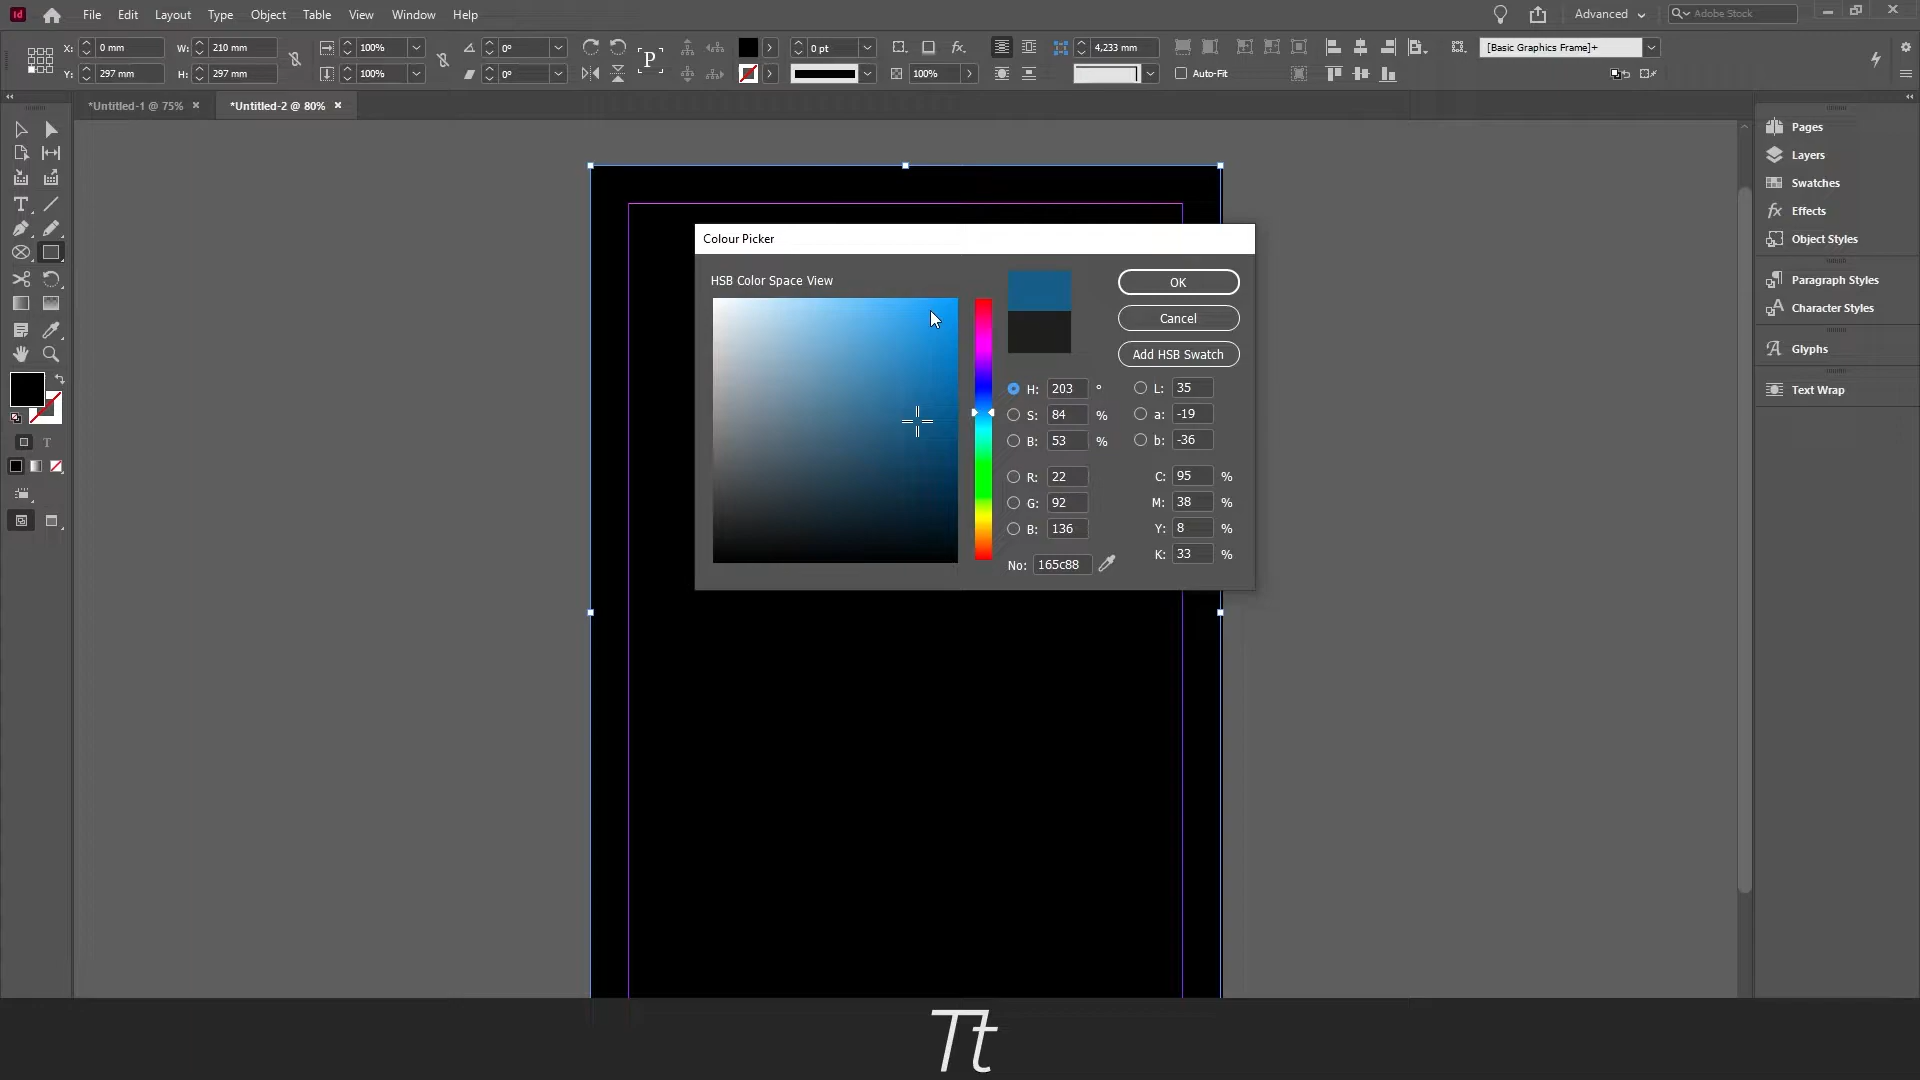 Id File Edit Layout Type Object Table View Window Help Advanced Adobe Stock
X: 0 mm W: 210 mm 100% 0° P fx 0 pt 4,233 mm [Basic Graphics Frame]+
Y: 297 mm H: 297 mm 100% 0° 100% Auto-Fit
*Untitled-1 @ 75% × *Untitled-2 @ 80% ×
Pages
Layers
Swatches
fx Effects
Object Styles
Paragraph Styles
Character Styles
Glyphs
Text Wrap
Colour Picker
HSB Color Space View
OK
Cancel
Add HSB Swatch
H: 203 ° L: 35
S: 84 % a: -19
B: 53 % b: -36
R: 22 C: 95 %
G: 92 M: 38 %
B: 136 Y: 8 %
No: 165c88 K: 33 %
Tt